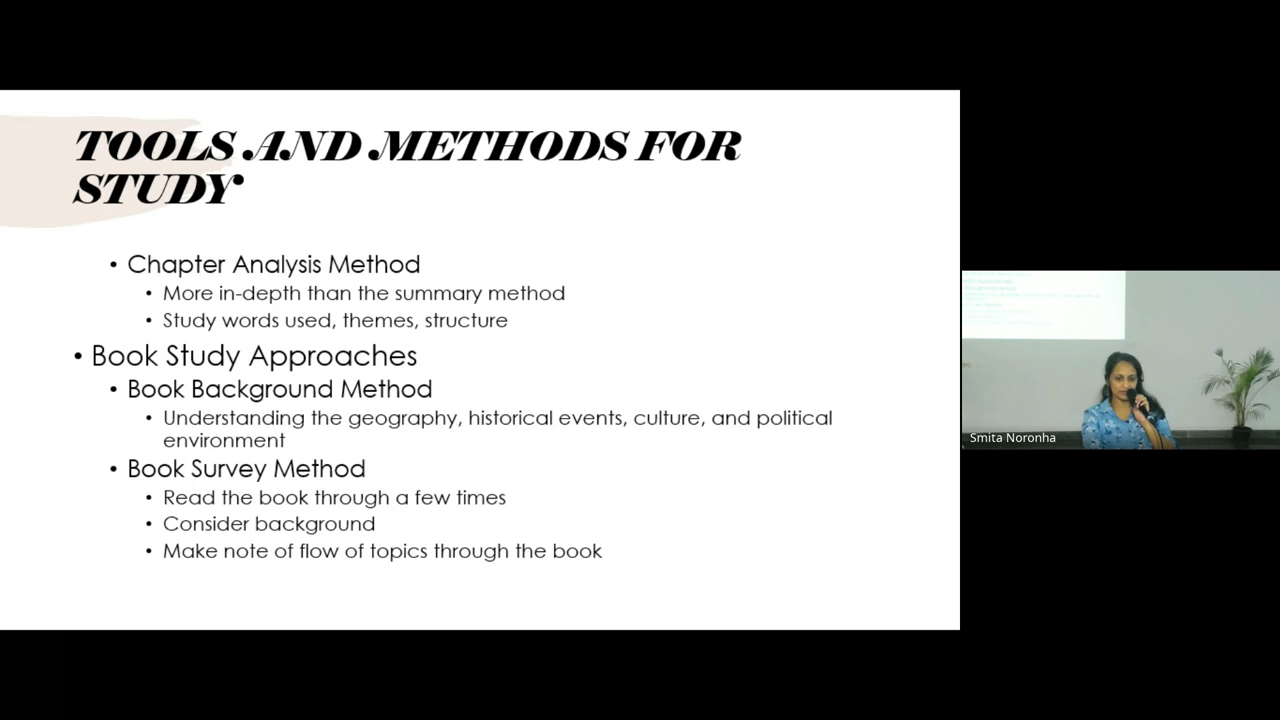 TOOLS AND METHODS FOR
STUDY
• Chapter Analysis Method
• More in-depth than the summary method
• Study words used, themes, structure
• Book Study Approaches
• Book Background Method
• Understanding the geography, historical events, culture, and political
environment
• Book Survey Method
• Read the book through a few times
• Consider background
• Make note of flow of topics through the book
Smita Noronha